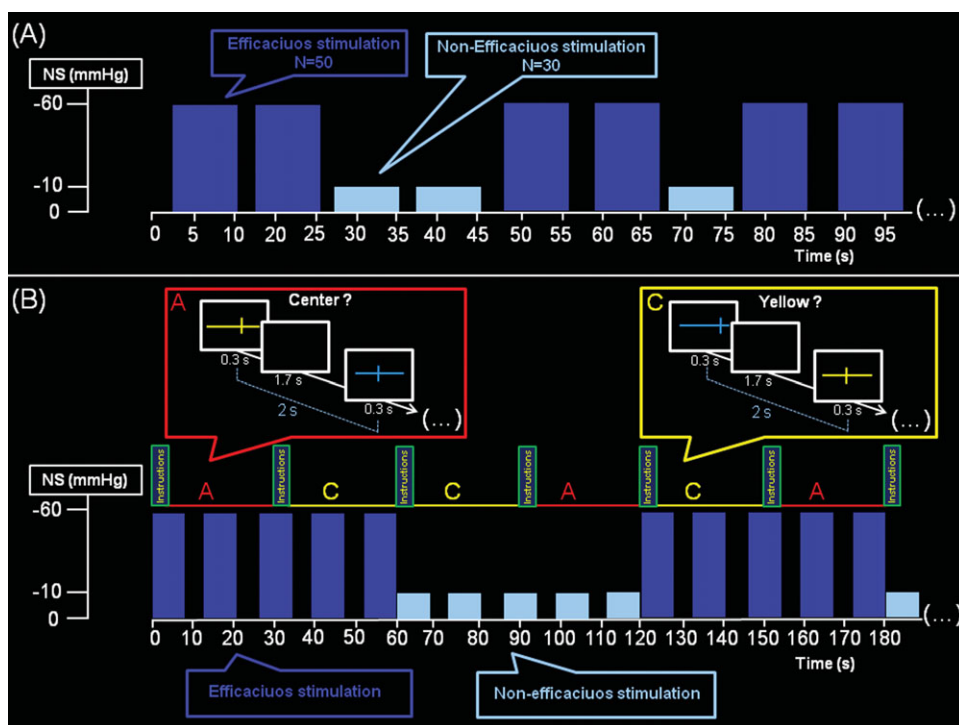 (A)
Efficaciuos stimulation
N=50
Non-Efficaciuos stimulation
N=30
NS (mmHg)
-60
-10
0
0 5 10 20 25 30 35 40 45 50 55 60 65 70 75 80 85 90 95
(...)
Time (s)
(B)
A
Center ?
0.3 s
1.7 s
2 s
0.3 s
(...)
C
Yellow ?
0.3 s
1.7 s
2 s
0.3 s
(...)
NS (mmHg)
-60
-10
0
Instructions A Instructions C Instructions C Instructions A Instructions C Instructions A Instructions
0 10 20 30 40 50 60 70 80 90 100 110 120 130 140 150 160 170 180
(...)
Time (s)
Efficaciuos stimulation
Non-efficaciuos stimulation